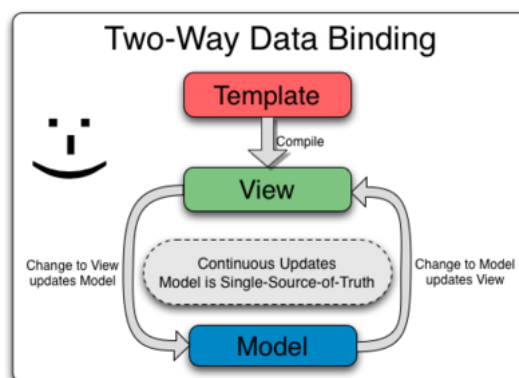 Two-Way Data Binding
Template
Compile
View
Change to View
updates Model
Continuous Updates
Model is Single-Source-of-Truth
Change to Model
updates View
Model